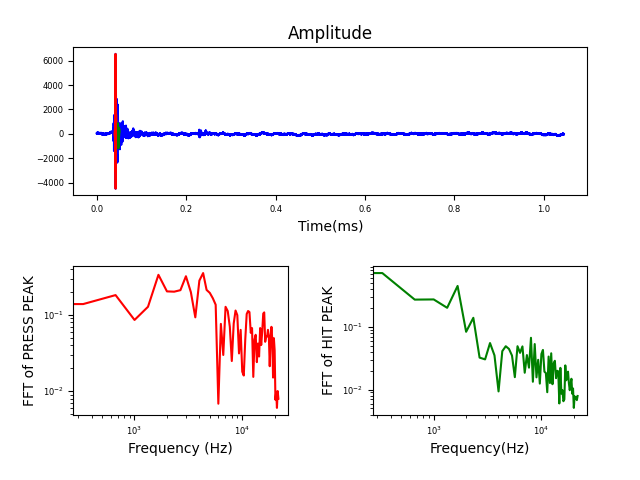 Amplitude
6000
4000
2000
0
−2000
−4000
0.0 0.2 0.4 0.6 0.8 1.0
Time(ms)
FFT of PRESS PEAK
10⁻¹
10⁻²
10³ 10⁴
Frequency (Hz)
FFT of HIT PEAK
10⁻¹
10⁻²
10³ 10⁴
Frequency(Hz)